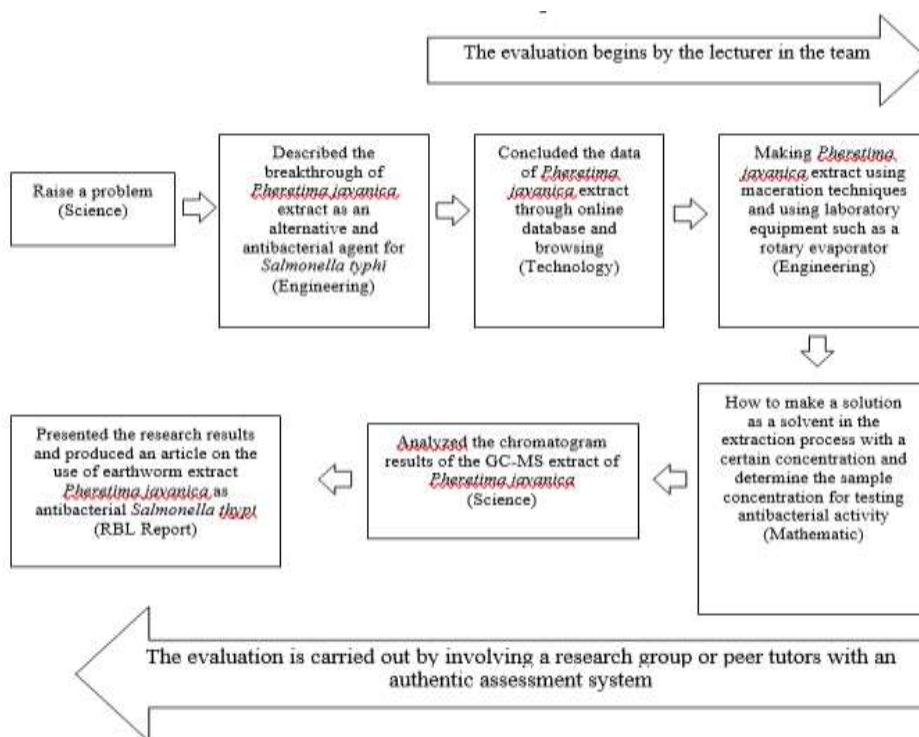 The evaluation begins by the lecturer in the team
Raise a problem
(Science)
Described the
breakthrough of
Pheretima javanica
extract as an
alternative and
antibacterial agent for
Salmonella typhi
(Engineering)
Concluded the data
of Pheretima
javanica extract
through online
database and
browsing
(Technology)
Making Pheretima
javanica extract using
maceration techniques
and using laboratory
equipment such as a
rotary evaporator
(Engineering)
How to make a solution
as a solvent in the
extraction process with a
certain concentration and
determine the sample
concentration for testing
antibacterial activity
(Mathematic)
Analyzed the chromatogram
results of the GC-MS extract of
Pheretima javanica
(Science)
Presented the research results
and produced an article on the
use of earthworm extract
Pheretima javanica as
antibacterial Salmonella thypi
(RBL Report)
The evaluation is carried out by involving a research group or peer tutors with an
authentic assessment system